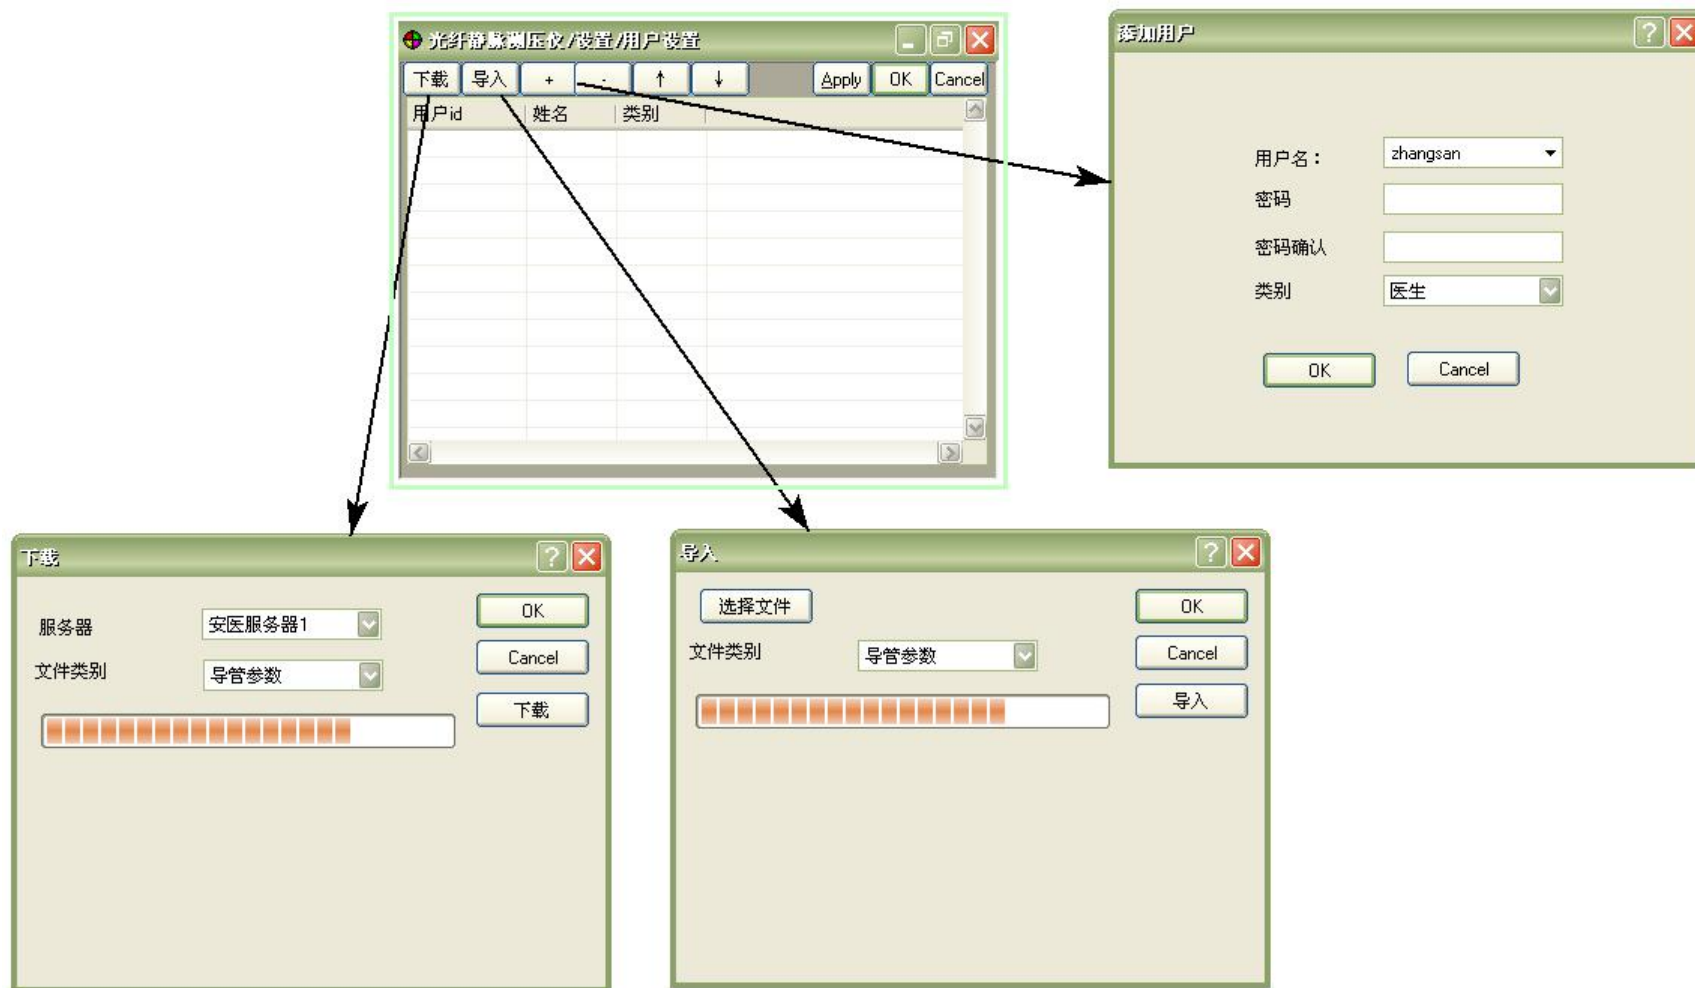 光纤静脉测压仪/设置/用户设置
下载 导入 + - ↑ ↓ Apply OK Cancel
用户id 姓名 类别
添加用户
用户名： zhangsan
密码
密码确认
类别 医生
OK Cancel
下载
服务器 安医服务器1 OK
文件类别 导管参数 Cancel
下载
导入
选择文件 OK
文件类别 导管参数 Cancel
导入